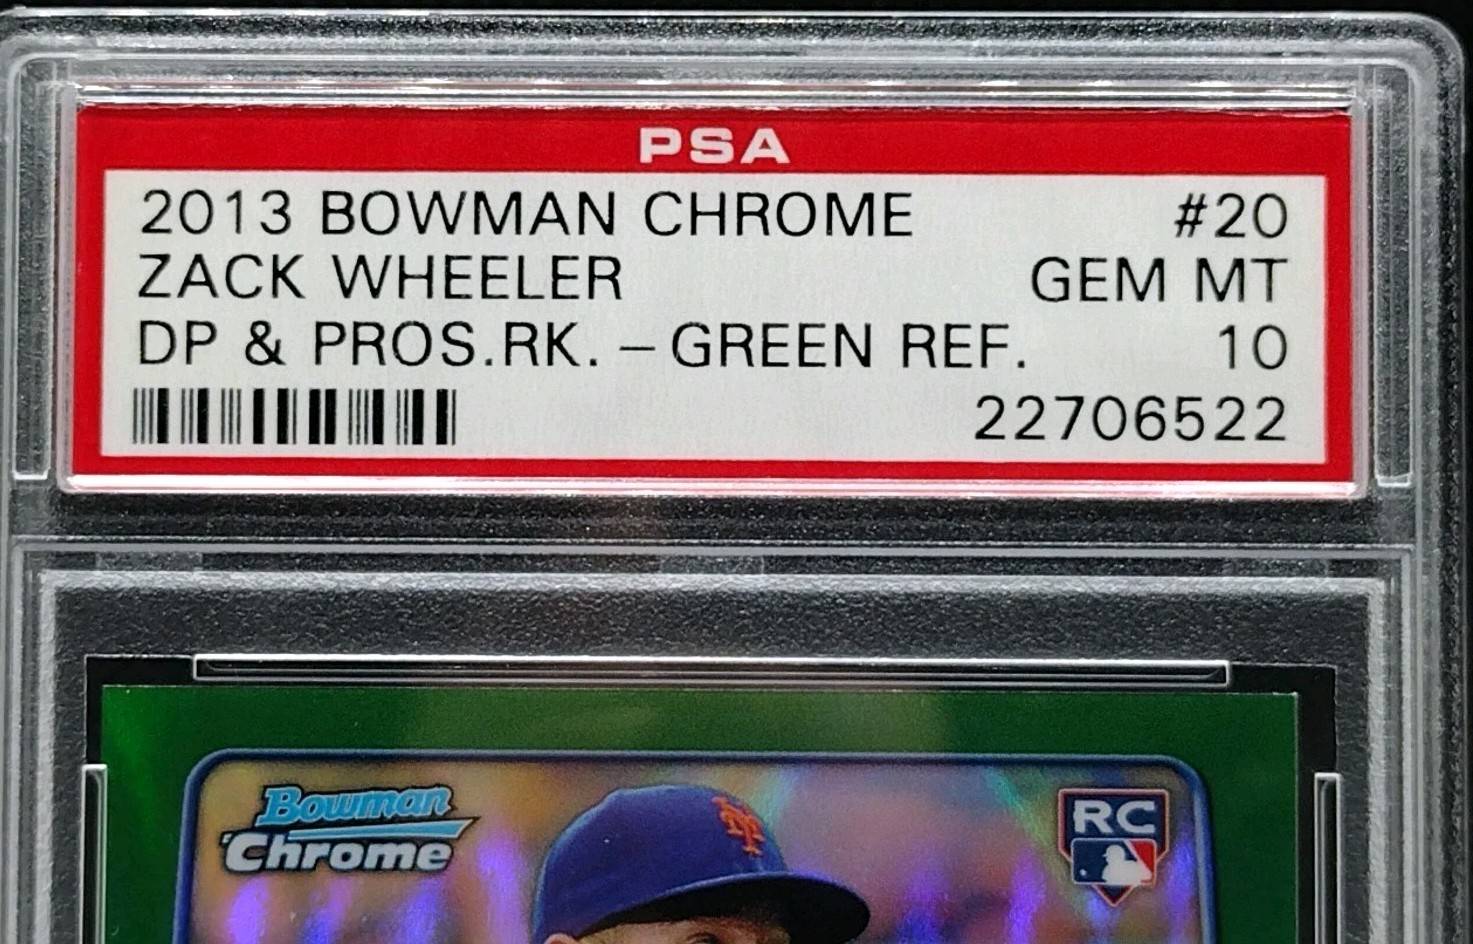 PSA
2013 BOWMAN CHROME #20
ZACK WHEELER GEM MT
DP & PROS.RK. – GREEN REF. 10
22706522
Bowman
Chrome
RC
NY